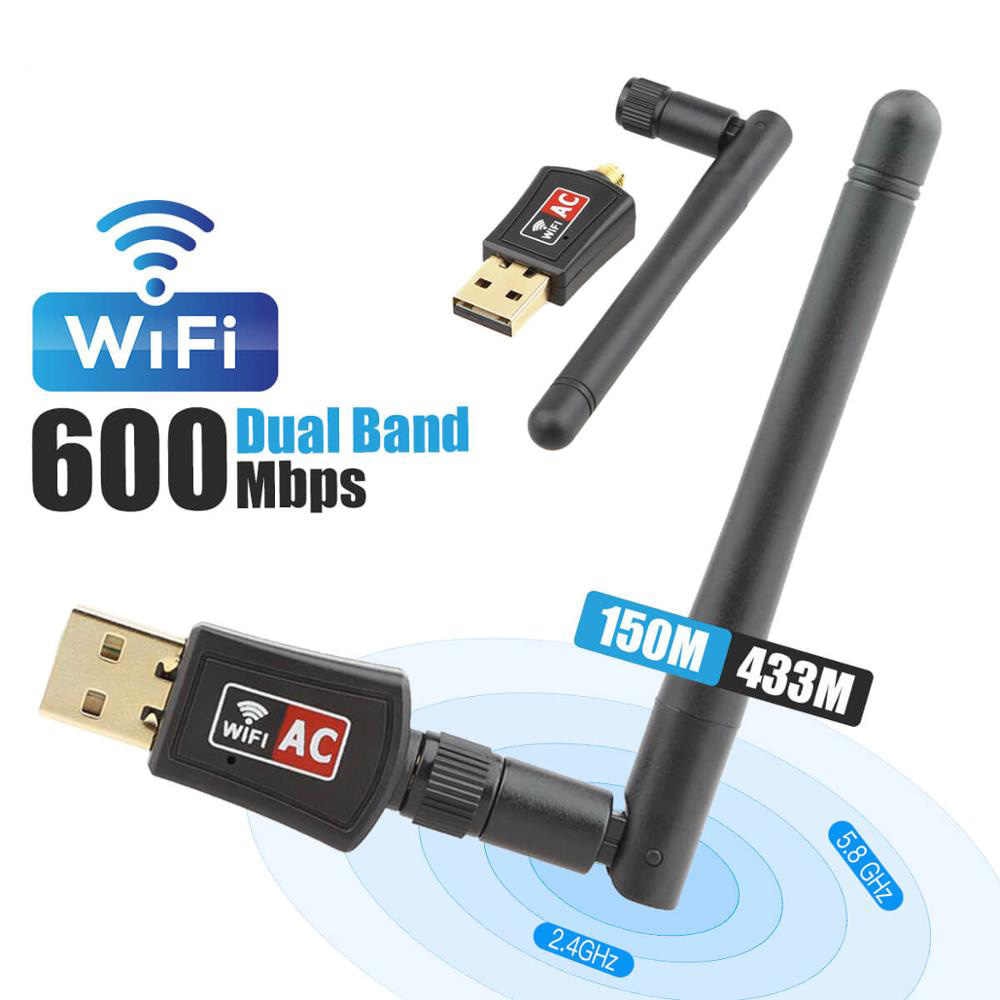 WiFi
600 Dual Band
Mbps
WiFi AC
150M 433M
WiFi AC
5.8 GHz
2.4GHz